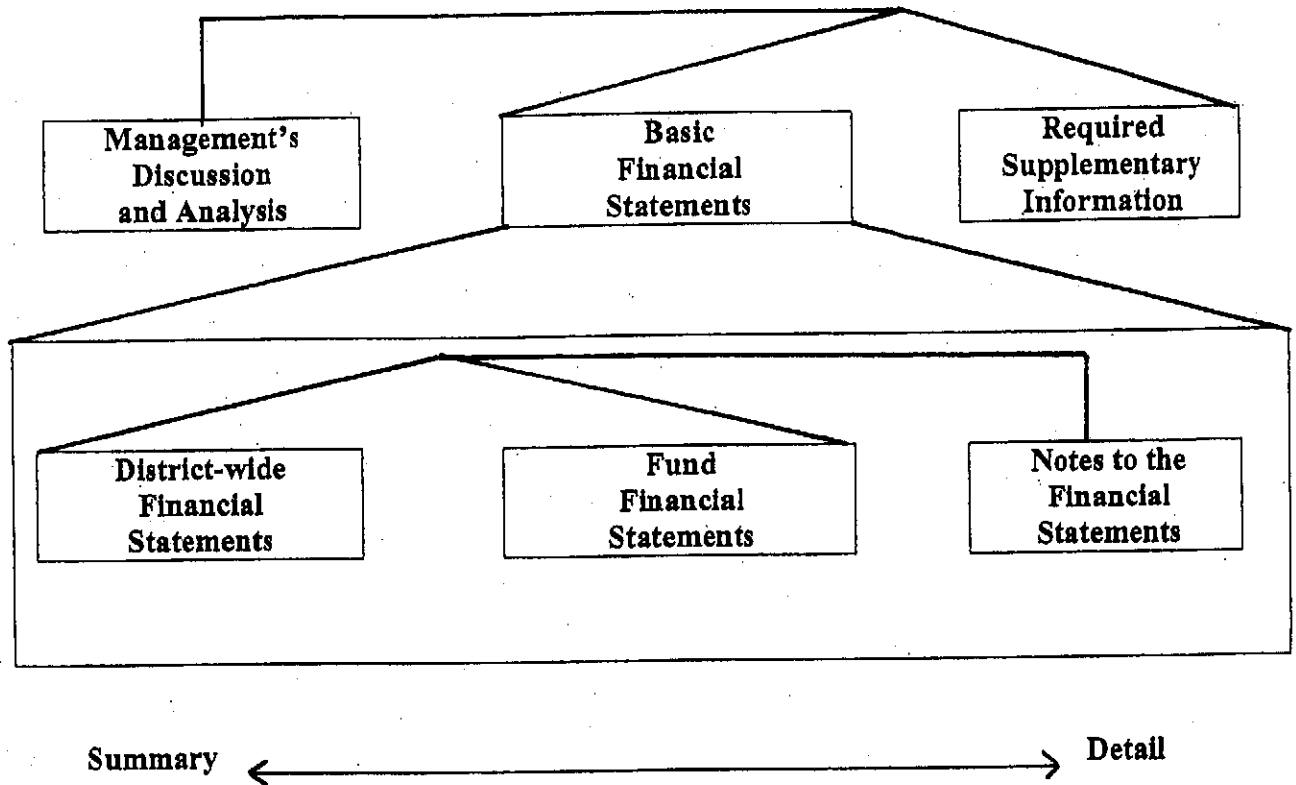 Management's
Discussion
and Analysis
Basic
Financial
Statements
Required
Supplementary
Information
District-wide
Financial
Statements
Fund
Financial
Statements
Notes to the
Financial
Statements
Summary
Detail